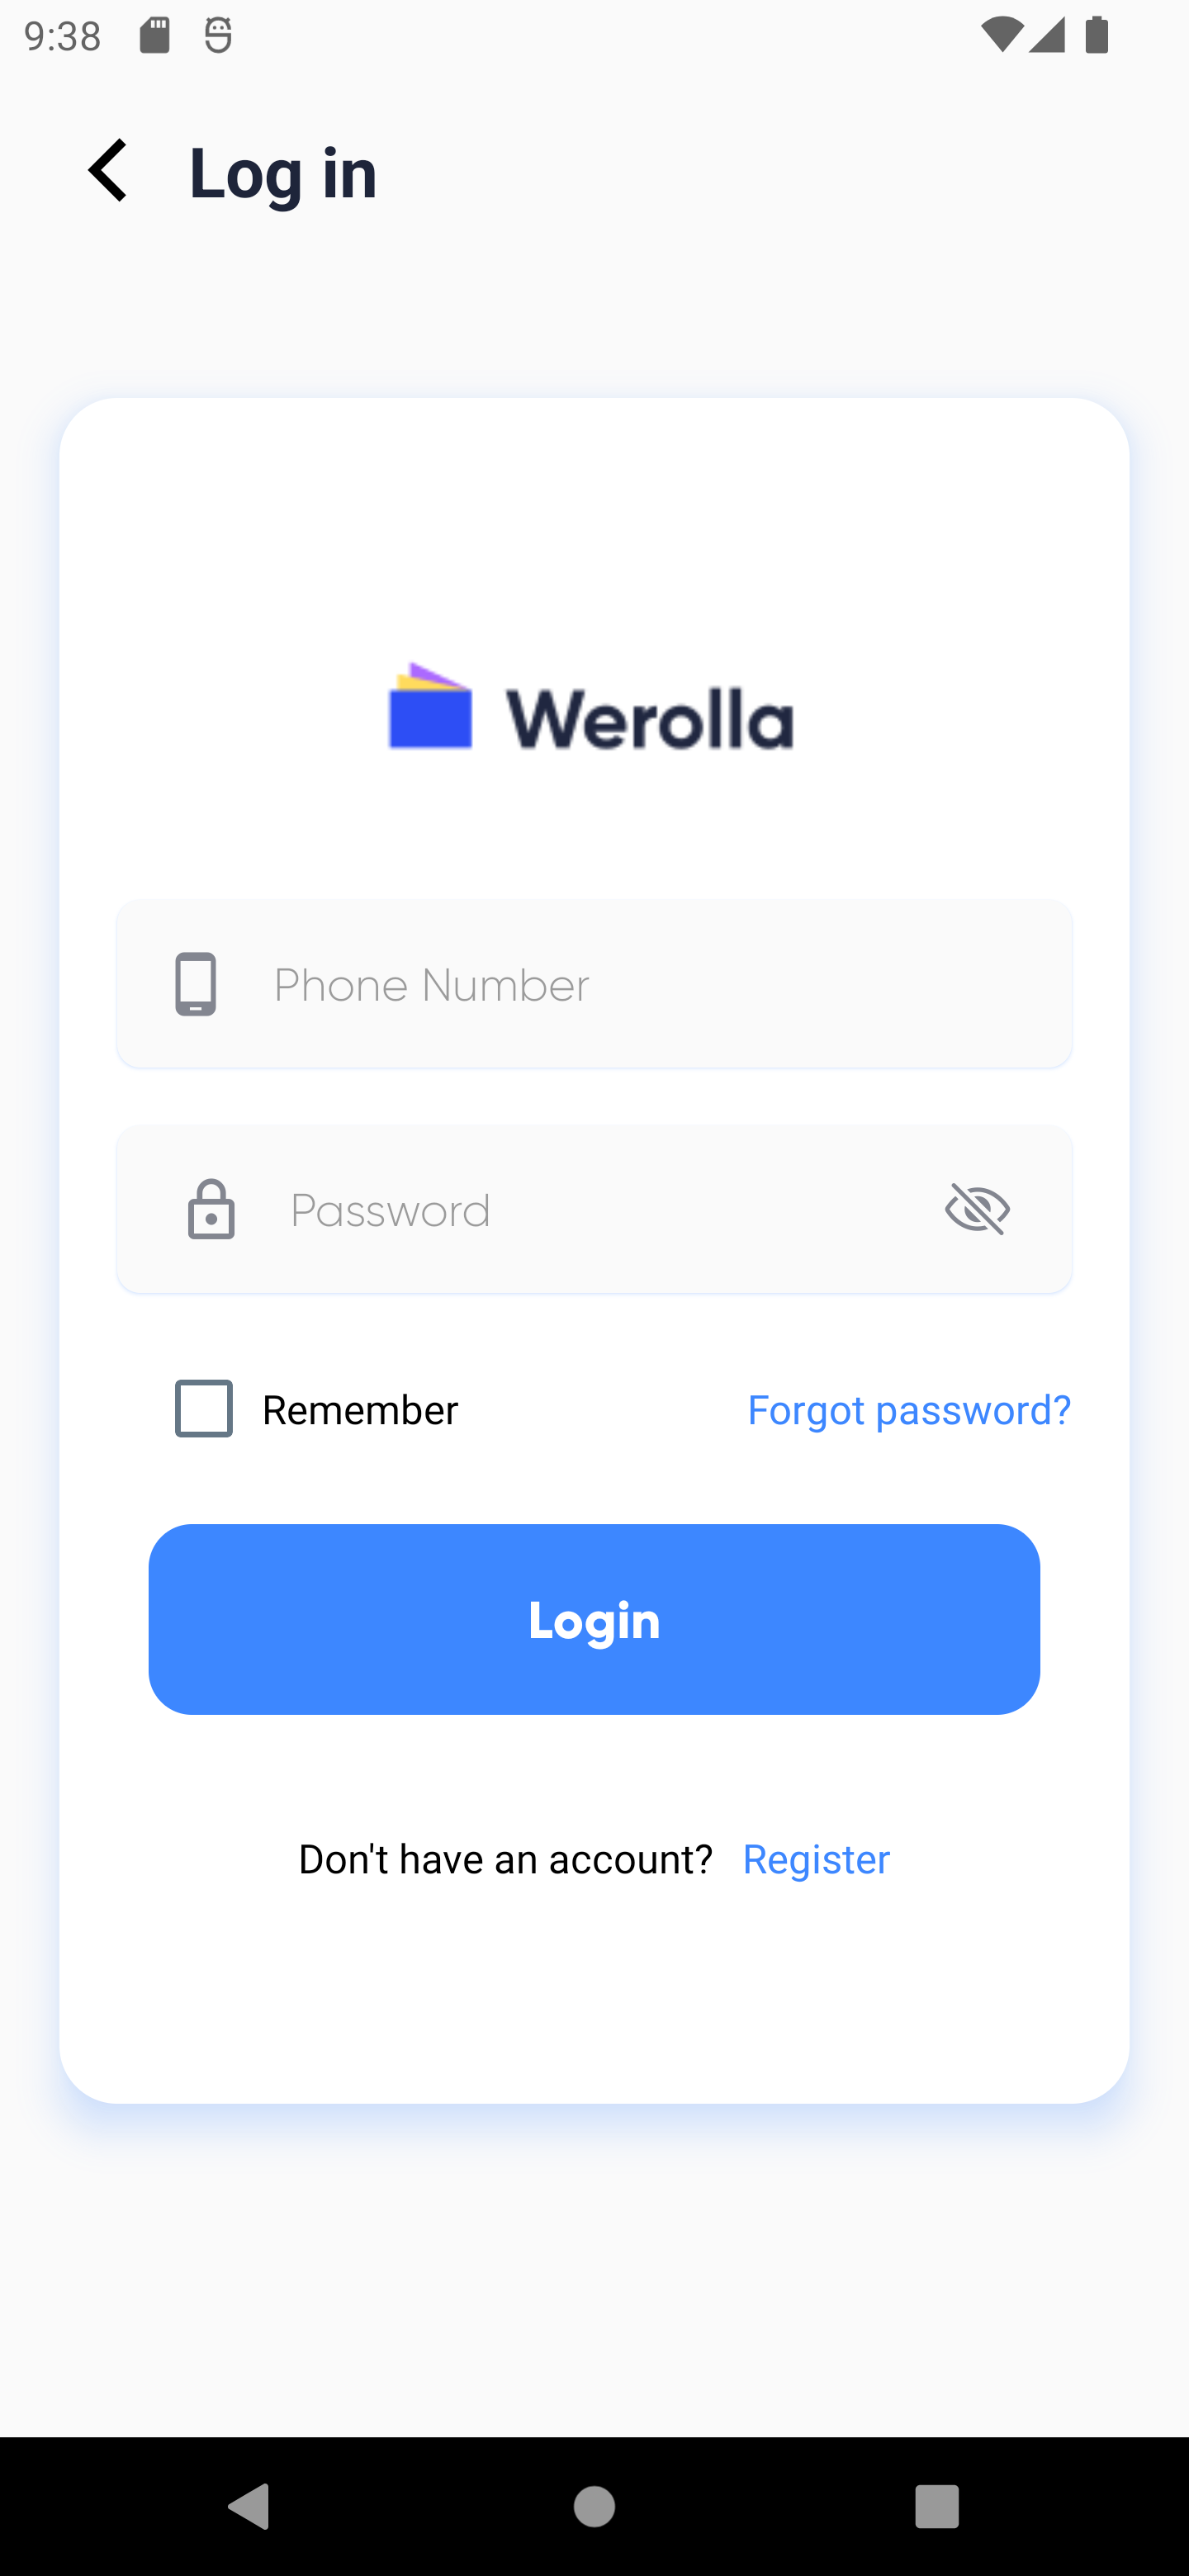 9:38
Log in
Werolla
Phone Number
Password
Remember Forgot password?
Login
Don't have an account? Register